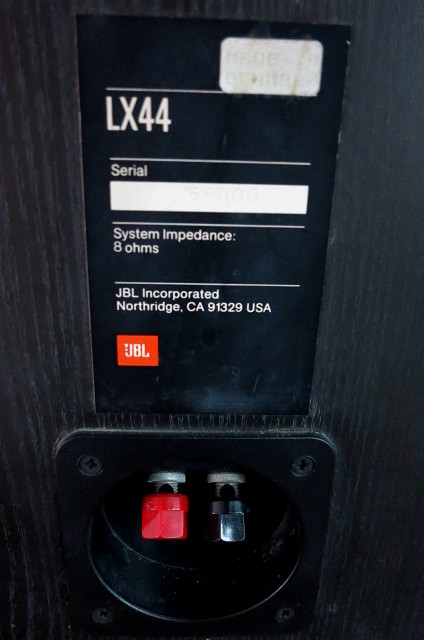 LX44
Serial
System Impedance:
8 ohms
JBL Incorporated
Northridge, CA 91329 USA
JBL